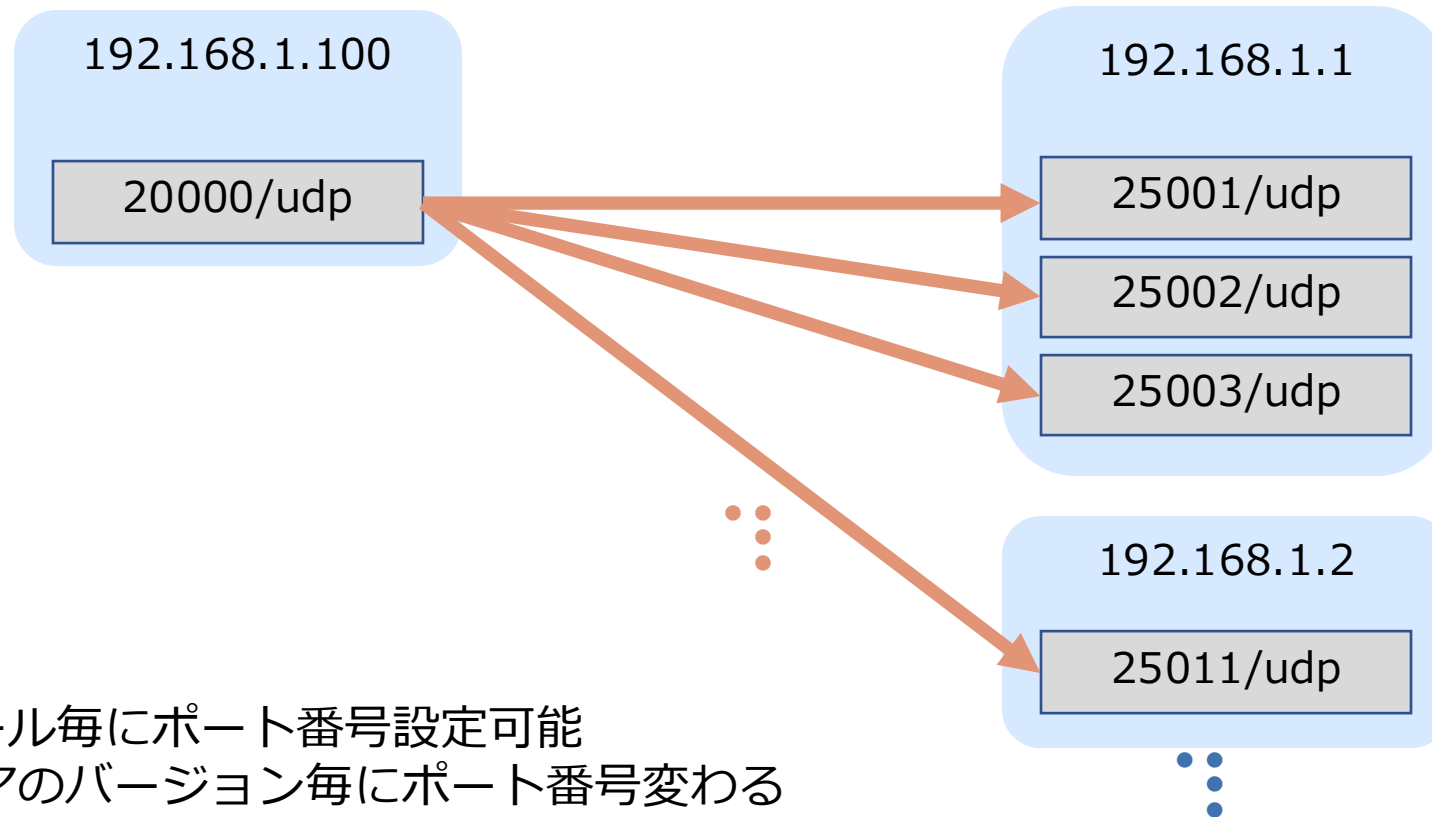 192.168.1.100
20000/udp
192.168.1.1
25001/udp
25002/udp
25003/udp
192.168.1.2
25011/udp
ール毎にポート番号設定可能
アのバージョン毎にポート番号変わる